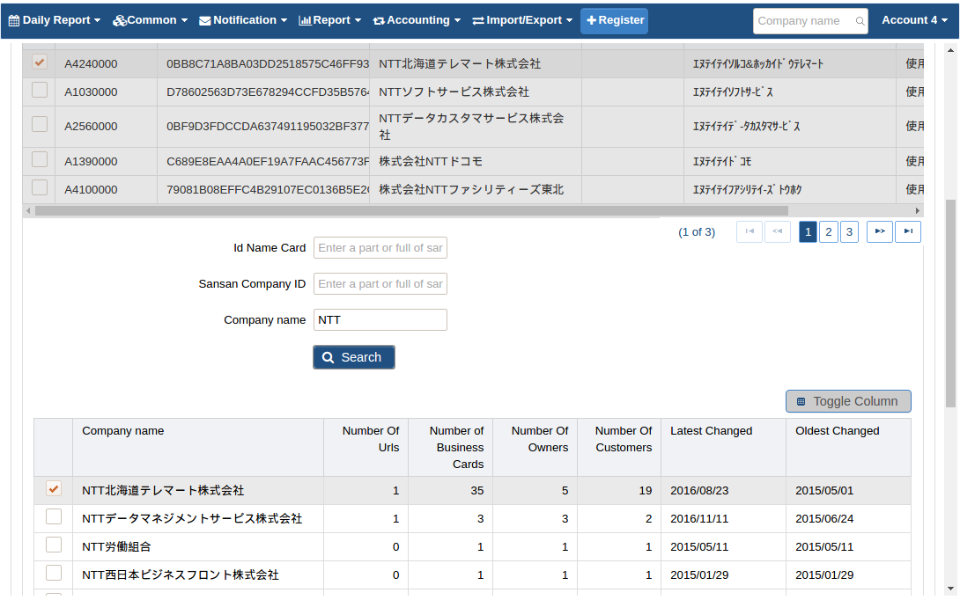 Daily Report Common Notification Report Accounting Import/Export Register Company name Account 4
A4240000 0BB8C71A8BA03DD2518575C46FF93 NTT北海道テレマート株式会社 ｴﾇﾃｨﾃｨｿﾙｺ&ﾎｯｶｲﾄﾞｳﾃﾚﾏｰﾄ 使用
A1030000 D78602563D73E678294CCFD35B576 NTTソフトサービス株式会社 ｴﾇﾃｨﾃｨｿﾌﾄｻｰﾋﾞｽ 使用
A2560000 0BF9D3FDCCDA637491195032BF377 NTTデータカスタマサービス株式会
社 ｴﾇﾃｨﾃｨﾃﾞｰﾀｶｽﾀﾏｻｰﾋﾞｽ 使用
A1390000 C689E8EAA4A0EF19A7FAAC456773F 株式会社NTTドコモ ｴﾇﾃｨﾃｨﾄﾞｺﾓ 使用
A4100000 79081B08EFFC4B29107EC0136B5E2 株式会社NTTファシリティーズ東北 ｴﾇﾃｨﾃｨﾌｧｼﾘﾃｨｰｽﾞﾄｳﾎｸ 使用
(1 of 3) 1 2 3
Id Name Card Enter a part or full of sar
Sansan Company ID Enter a part or full of sar
Company name NTT
Search
Toggle Column
Company name Number Of Urls Number of Business Cards Number Of Owners Number Of Customers Latest Changed Oldest Changed
NTT北海道テレマート株式会社 1 35 5 19 2016/08/23 2015/05/01
NTTデータマネジメントサービス株式会社 1 3 3 2 2016/11/11 2015/06/24
NTT労働組合 0 1 1 1 2015/05/11 2015/05/11
NTT西日本ビジネスフロント株式会社 0 1 1 1 2015/01/29 2015/01/29